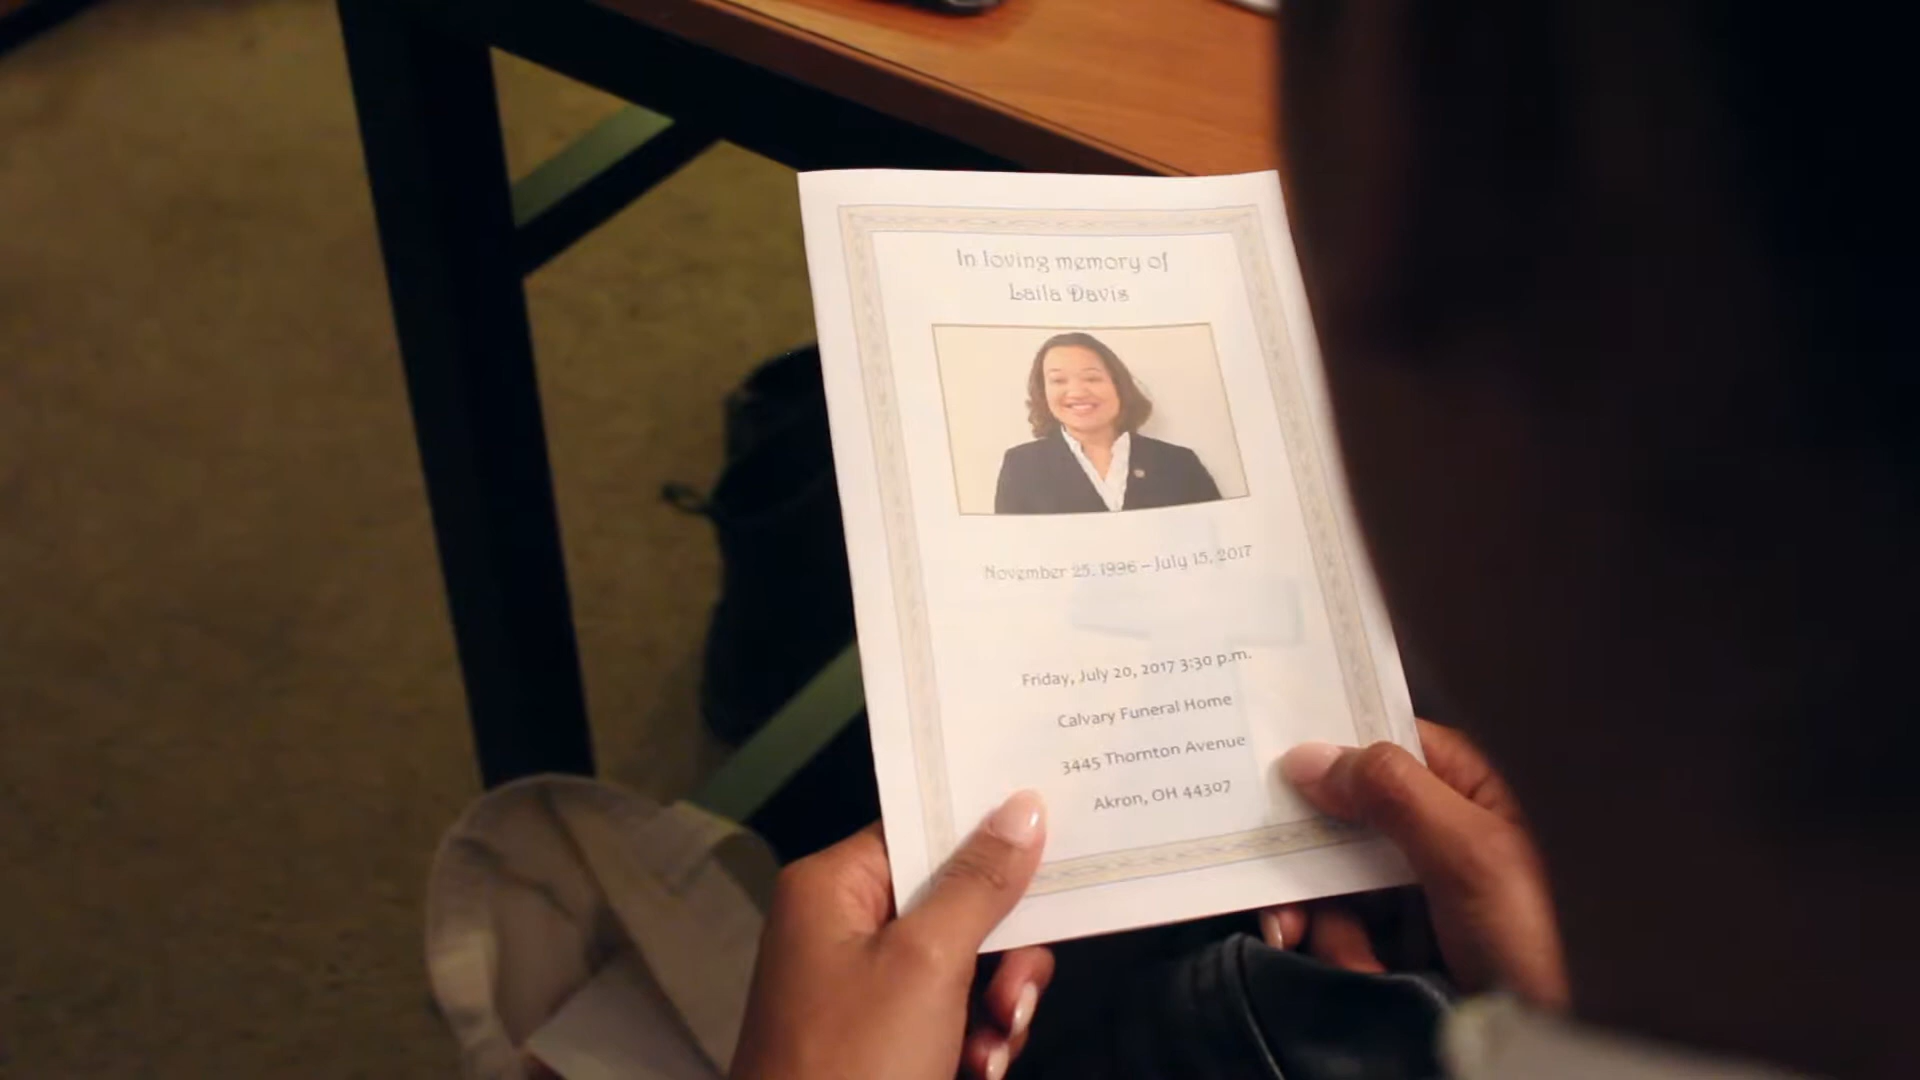 In loving memory of
Laila Davis
November 25, 1996 – July 15, 2017
Friday, July 20, 2017 3:30 p.m.
Calvary Funeral Home
3445 Thornton Avenue
Akron, OH 44307